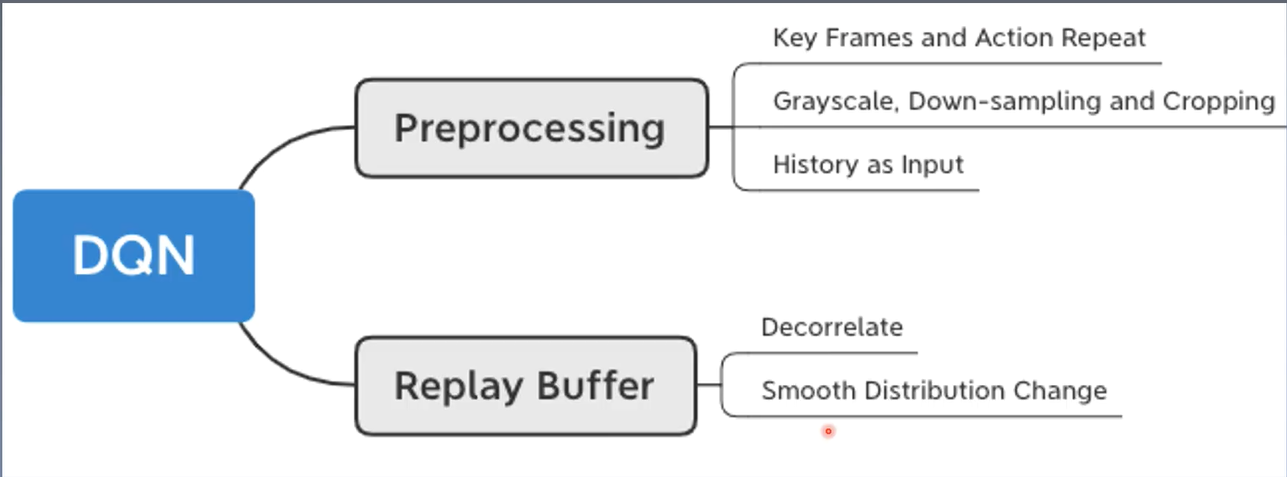 DQN
Preprocessing
Key Frames and Action Repeat
Grayscale, Down-sampling and Cropping
History as Input
Replay Buffer
Decorrelate
Smooth Distribution Change